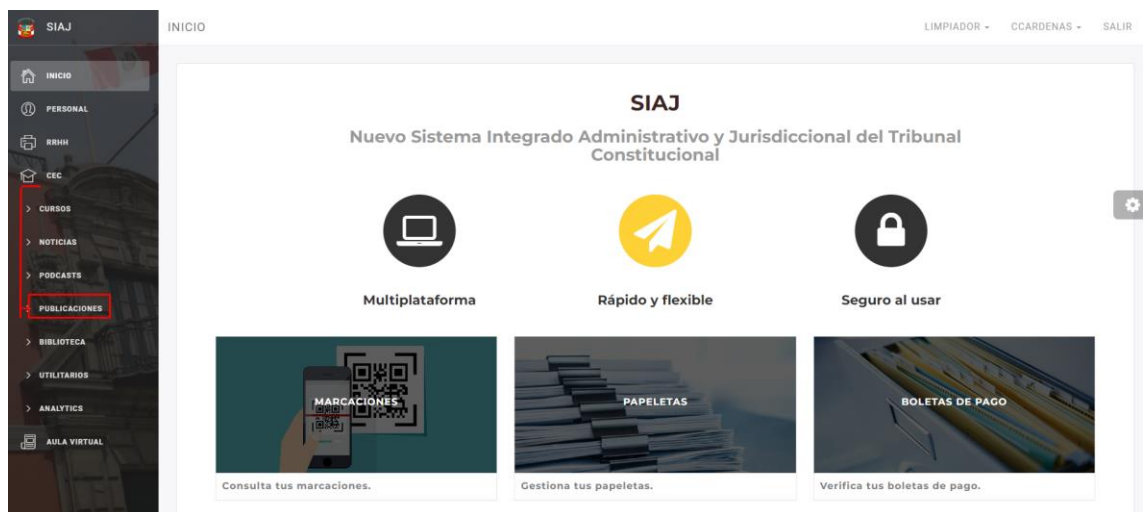 SIAJ
INICIO
PERSONAL
RRHH
CEC
CURSOS
NOTICIAS
PODCASTS
PUBLICACIONES
BIBLIOTECA
UTILITARIOS
ANALYTICS
AULA VIRTUAL
INICIO
LIMPIADOR
CCARDENAS
SALIR
SIAJ
Nuevo Sistema Integrado Administrativo y Jurisdiccional del Tribunal
Constitucional
Multiplataforma
Rápido y flexible
Seguro al usar
MARCACIONES
PAPELETAS
BOLETAS DE PAGO
Consulta tus marcaciones.
Gestiona tus papeletas.
Verifica tus boletas de pago.